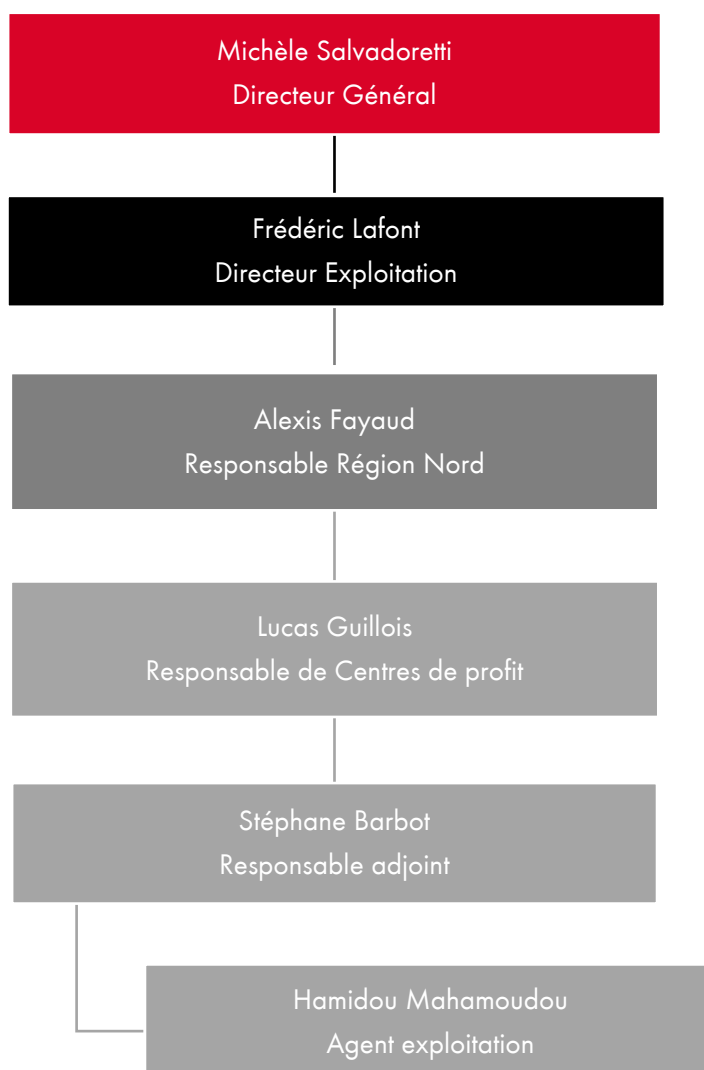 Michèle Salvadoretti
Directeur Général
Frédéric Lafont
Directeur Exploitation
Alexis Fayaud
Responsable Région Nord
Lucas Guillois
Responsable de Centres de profit
Stéphane Barbot
Responsable adjoint
Hamidou Mahamoudou
Agent exploitation